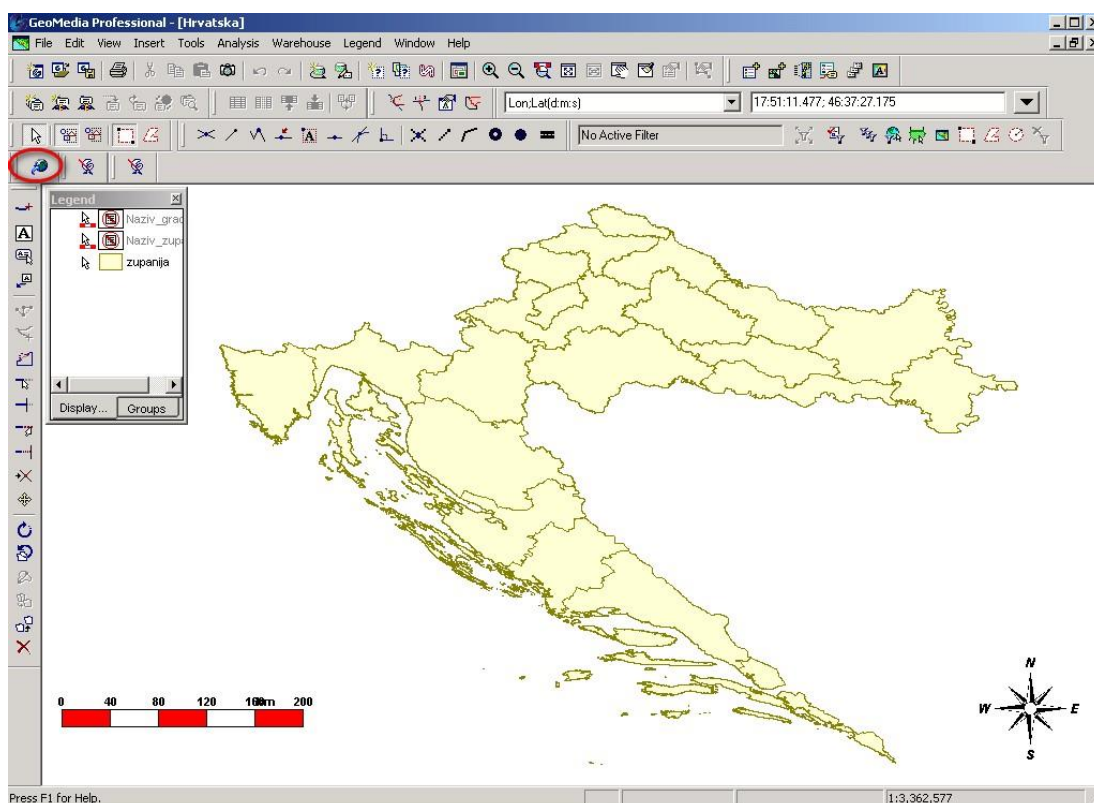 GeoMedia Professional - [Hrvatska]
File Edit View Insert Tools Analysis Warehouse Legend Window Help
Lon;Lat(d:m:s) 17:51:11.477; 46:37:27.175
No Active Filter
Legend
Naziv_grad
Naziv_zupa
zupanija
Display... Groups
0 40 80 120 200
N
W E
S
Press F1 for Help. 1:3,362,577